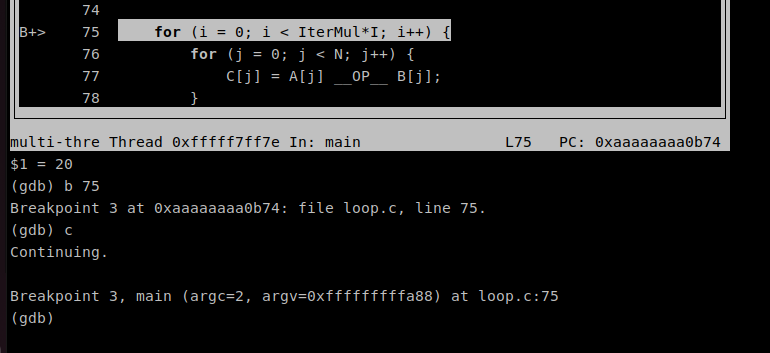 74
B+> 75 for (i = 0; i < IterMul*I; i++) {
76 for (j = 0; j < N; j++) {
77 C[j] = A[j] __OP__ B[j];
78 }
multi-thre Thread 0xfffff7ff7e In: main L75 PC: 0xaaaaaaaa0b74
$1 = 20
(gdb) b 75
Breakpoint 3 at 0xaaaaaaaa0b74: file loop.c, line 75.
(gdb) c
Continuing.
Breakpoint 3, main (argc=2, argv=0xfffffffffa88) at loop.c:75
(gdb)